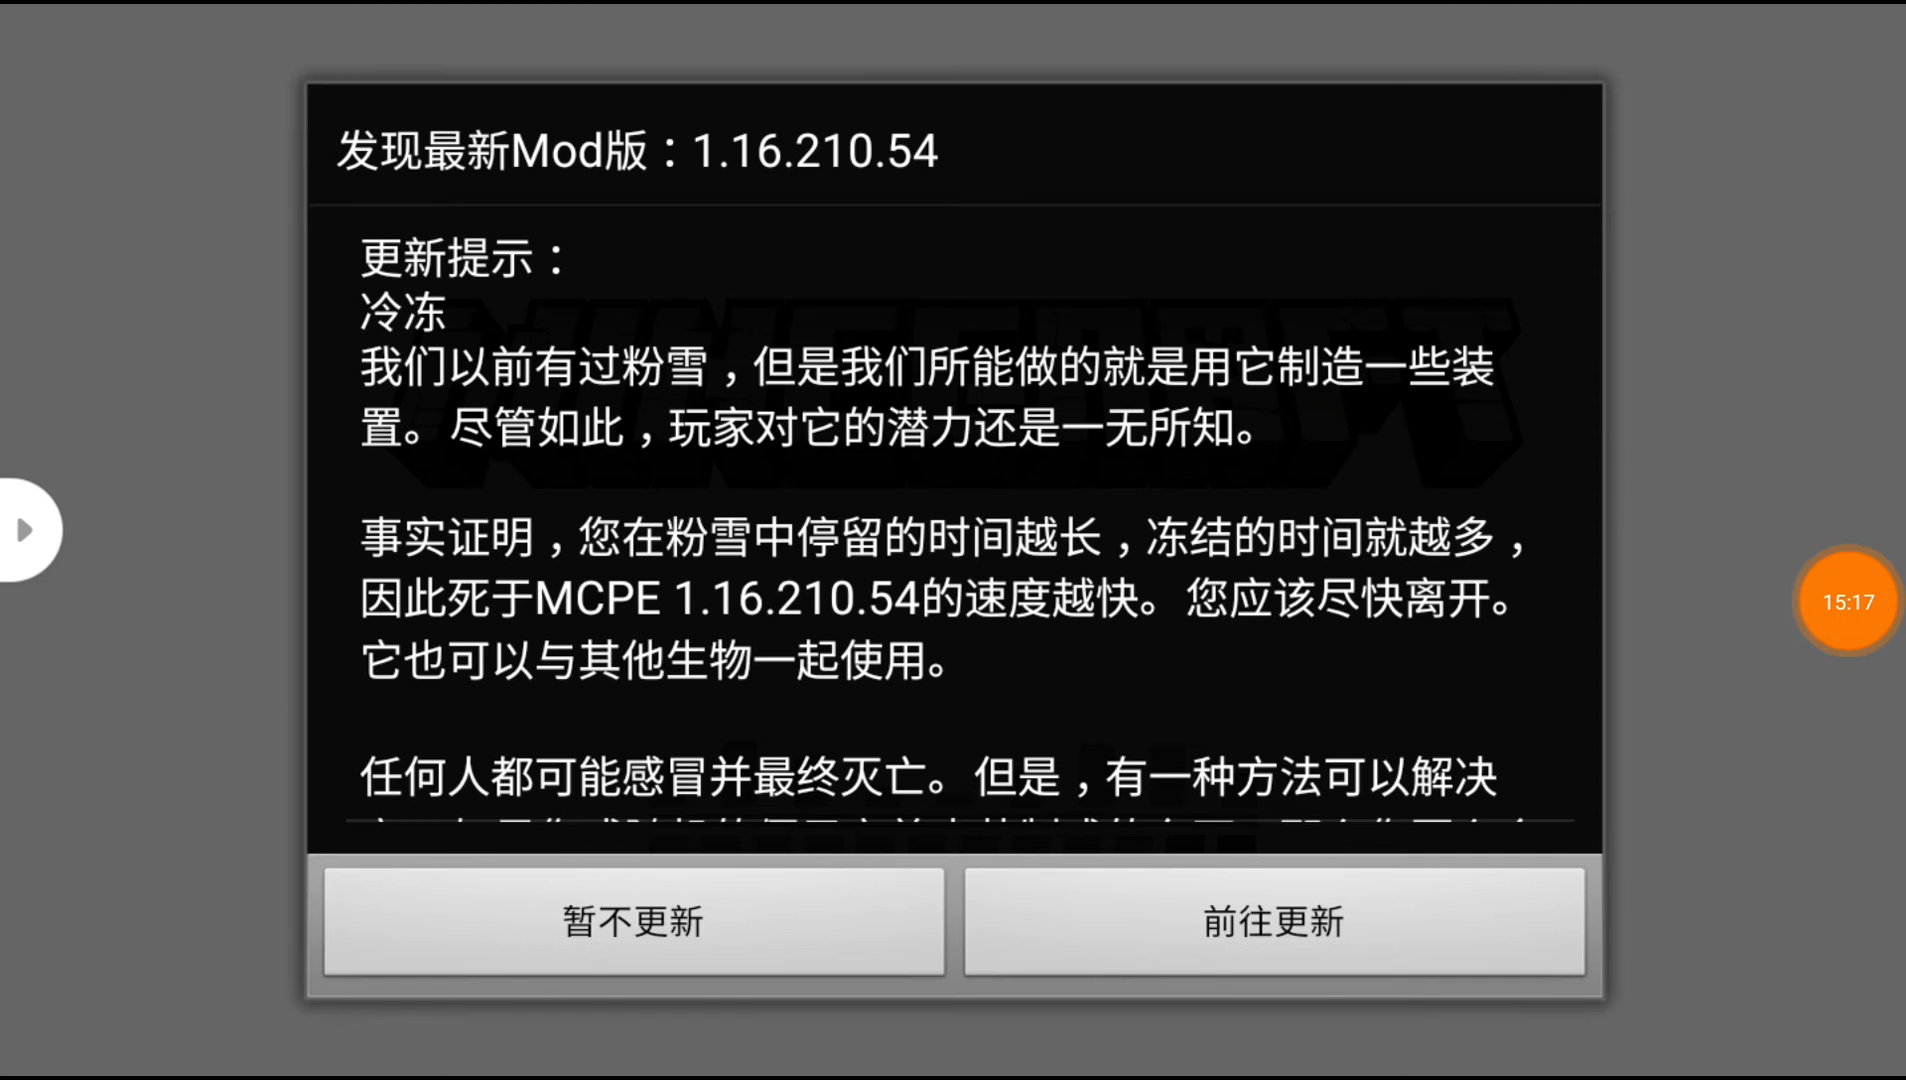 发现最新Mod版：1.16.210.54
更新提示：
冷冻
我们以前有过粉雪，但是我们所能做的就是用它制造一些装
置。 尽管如此，玩家对它的潜力还是一无所知。
事实证明，您在粉雪中停留的时间越长，冻结的时间就越多，
因此死于MCPE 1.16.210.54的速度越快。 您应该尽快离开。
它也可以与其他生物一起使用。
任何人都可能感冒并最终灭亡。 但是，有一种方法可以解决
15:17
暂不更新
前往更新